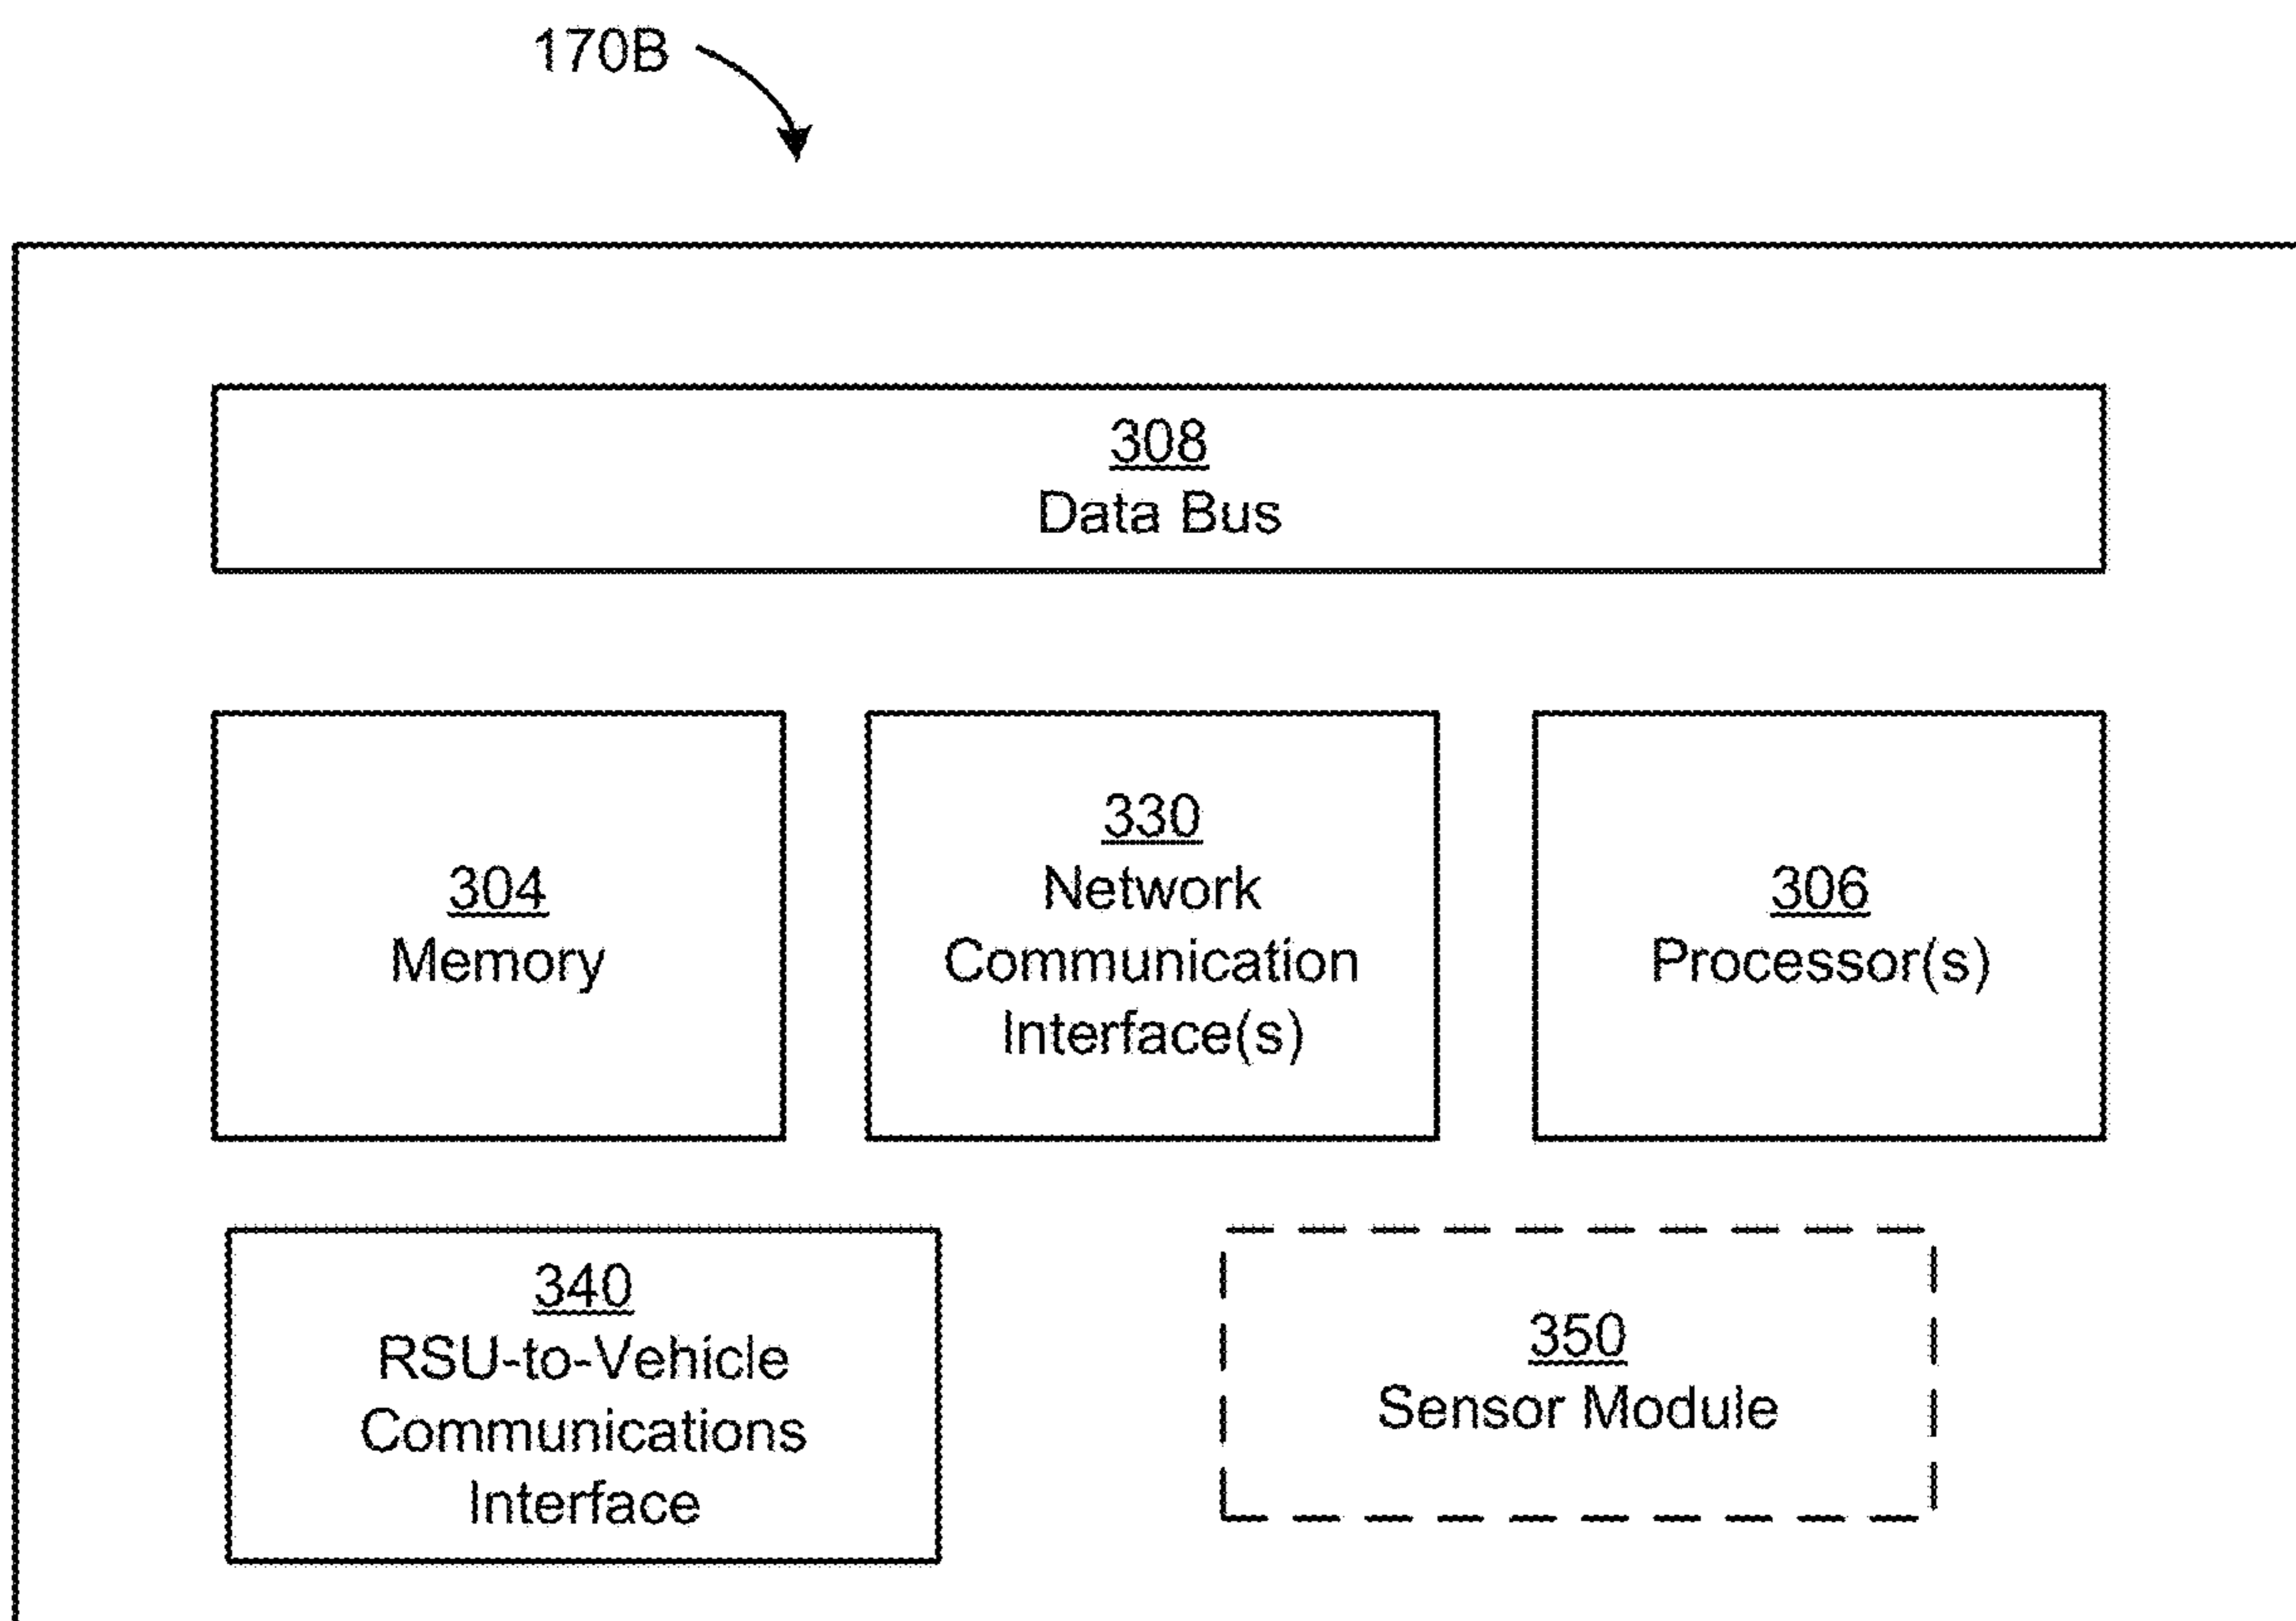 170B
308
Data Bus
304
Memory
330
Network
Communication
Interface(s)
306
Processor(s)
340
RSU-to-Vehicle
Communications
Interface
350
Sensor Module